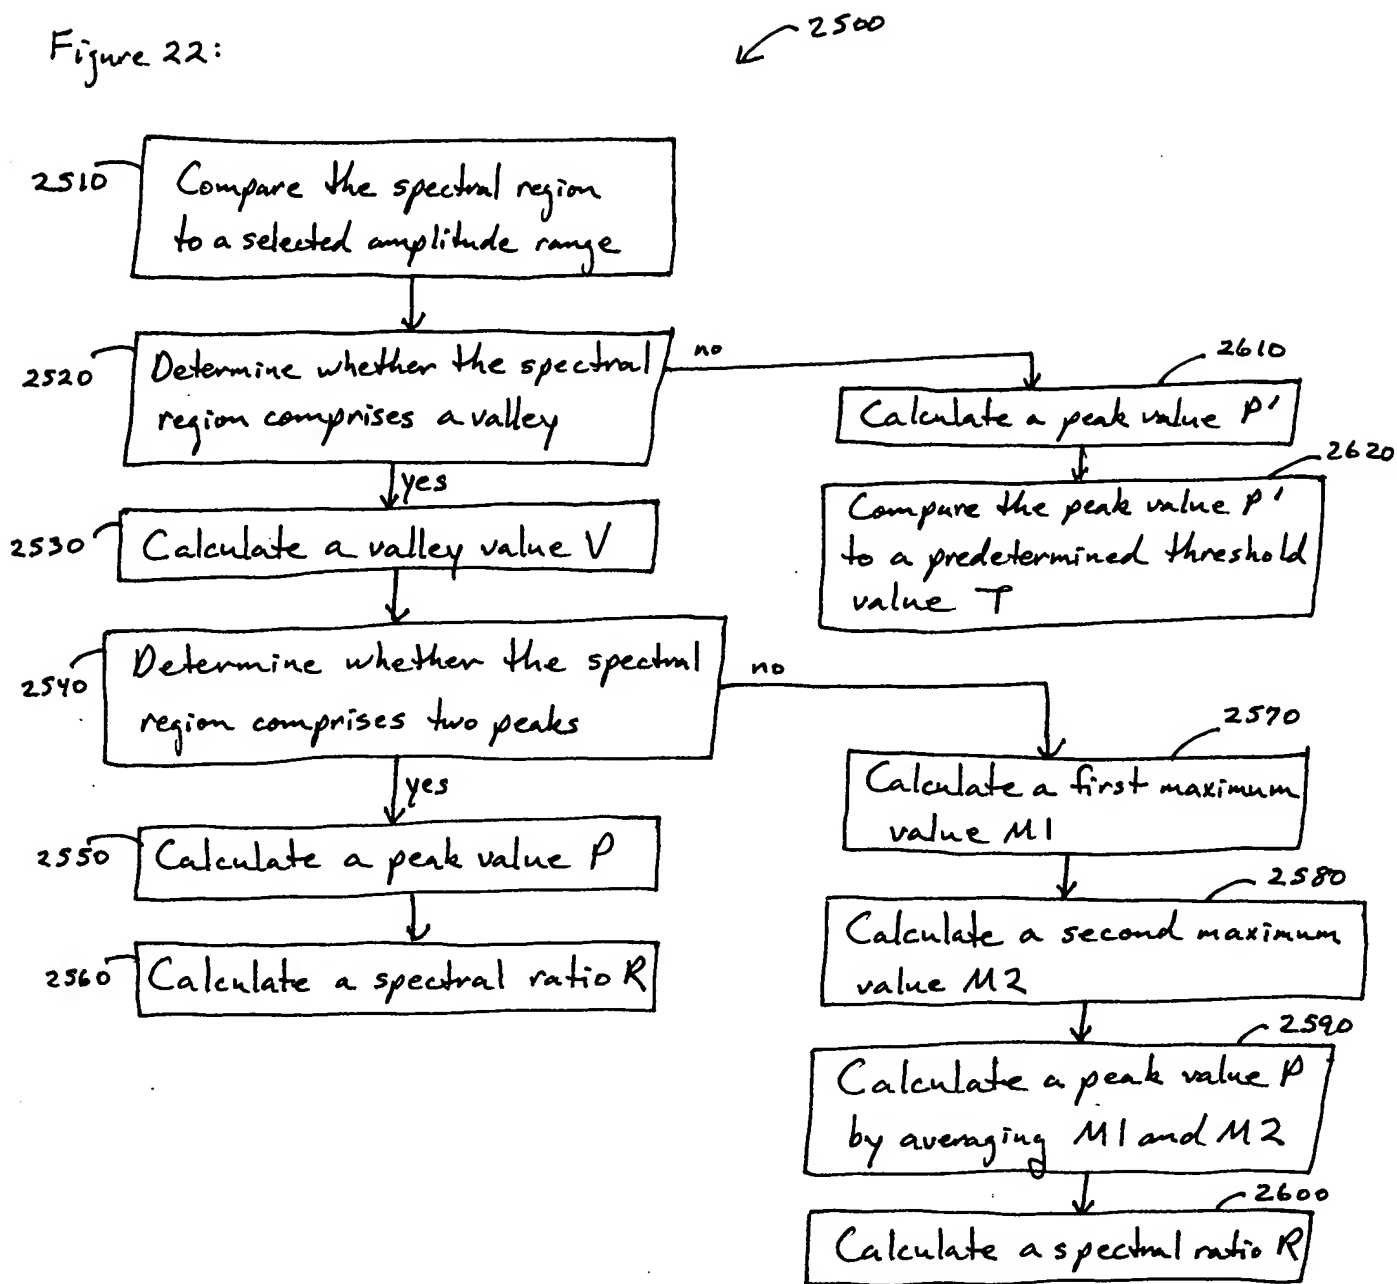 Figure 22:
2500
2510
Compare the spectral region
to a selected amplitude range
2520
Determine whether the spectral
region comprises a valley
no
yes
2610
Calculate a peak value P'
2620
Compare the peak value P'
to a predetermined threshold
value T
2530
Calculate a valley value V
2540
Determine whether the spectral
region comprises two peaks
no
yes
2550
Calculate a peak value P
2560
Calculate a spectral ratio R
2570
Calculate a first maximum
value M1
2580
Calculate a second maximum
value M2
2590
Calculate a peak value P
by averaging M1 and M2
2600
Calculate a spectral ratio R